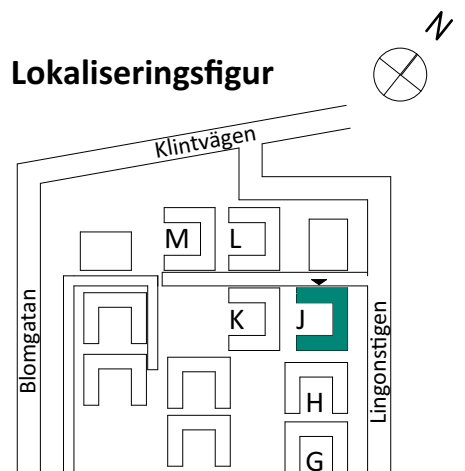 N
Lokaliseringsfigur
Klintvägen
M
L
Blomgatan
K
J
Lingonstigen
H
G